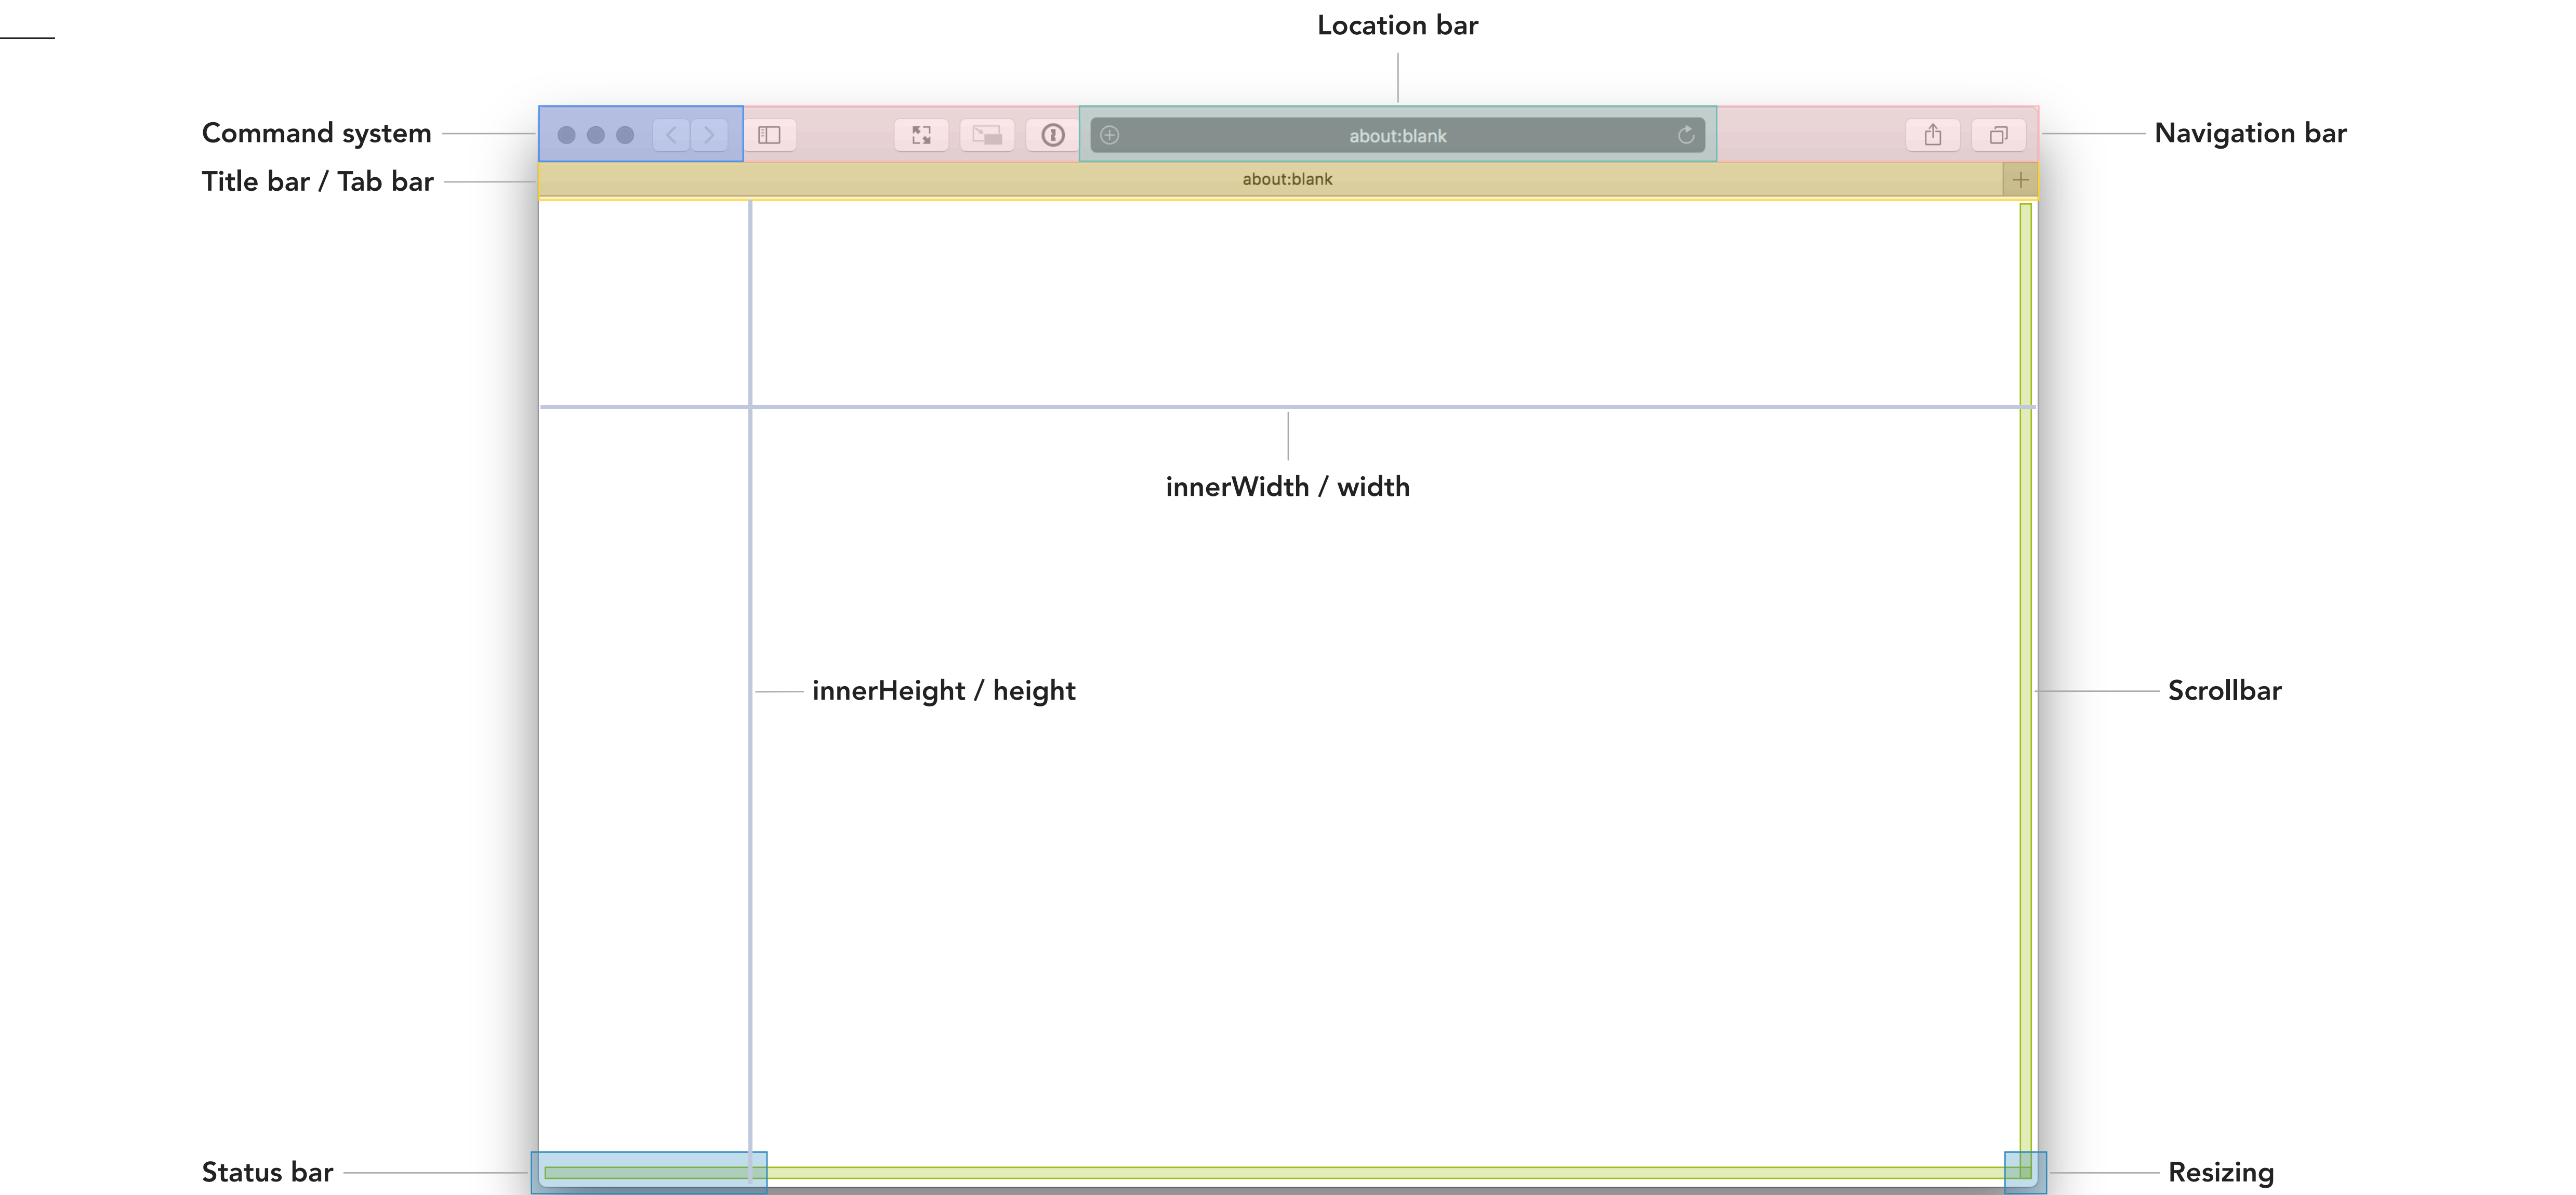 Location bar
Command system
about:blank
Navigation bar
Title bar / Tab bar
about:blank
innerWidth / width
innerHeight / height
Scrollbar
Status bar
Resizing